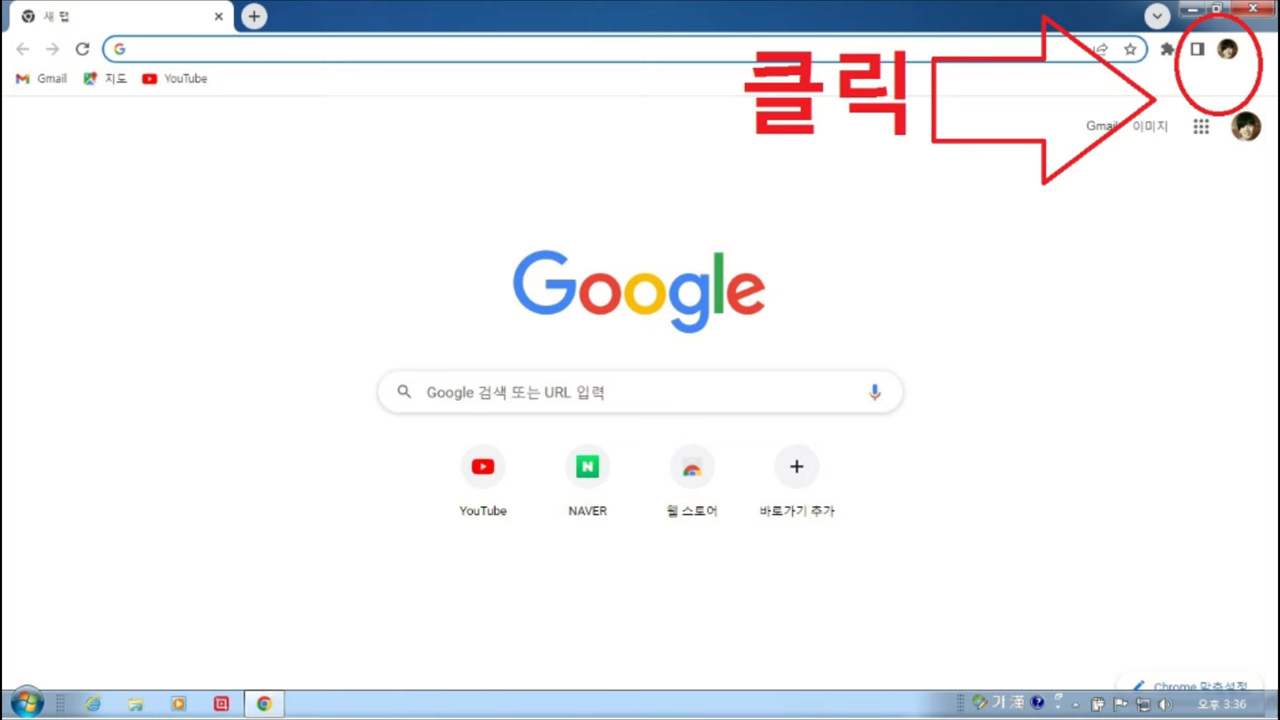 새 탭
Gmail 지도 YouTube
클릭
Gmail 이미지
Google
Google 검색 또는 URL 입력
N
YouTube NAVER 웹 스토어 바로가기 추가
Chrome 맞춤설정
가 漢
오후 3:36